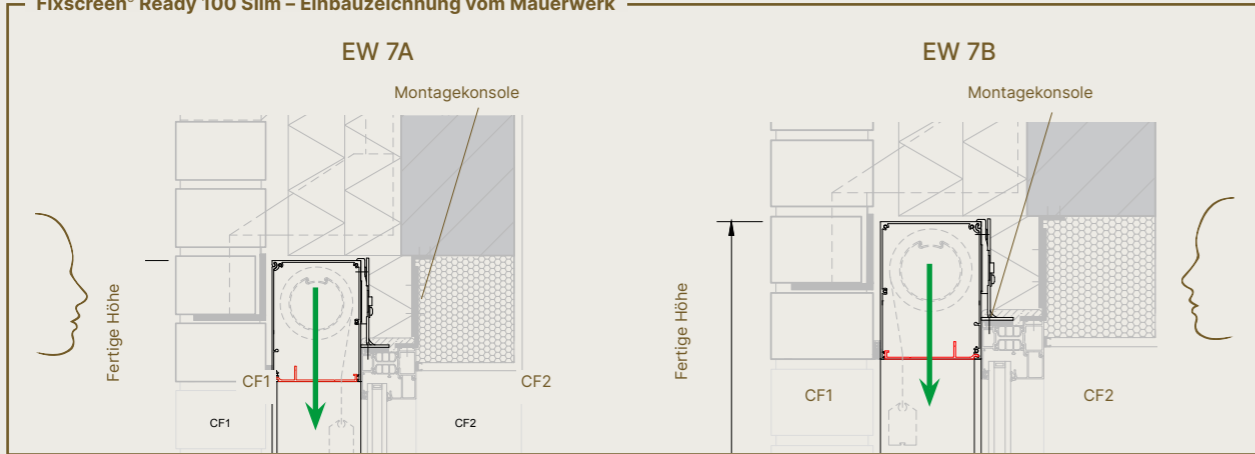 Fixscreen® Ready 100 Slim – Einbauzeichnung vom Mauerwerk
EW 7A
EW 7B
Montagekonsole
Montagekonsole
Fertige Höhe
Fertige Höhe
CF1
CF2
CF1
CF2
CF1
CF2